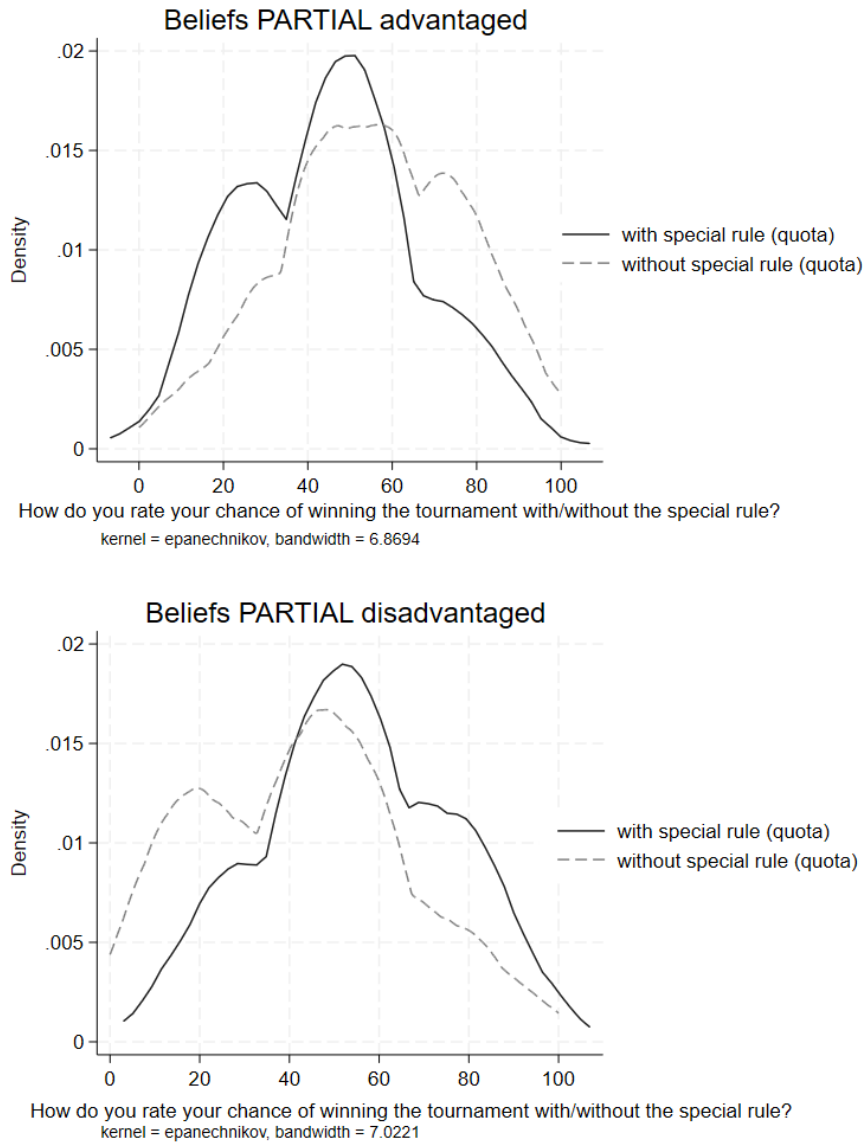 Beliefs PARTIAL advantaged
.02
.015
.01
.005
0
Density
0 20 40 60 80 100
with special rule (quota)
without special rule (quota)
How do you rate your chance of winning the tournament with/without the special rule?
kernel = epanechnikov, bandwidth = 6.8694
Beliefs PARTIAL disadvantaged
.02
.015
.01
.005
0
Density
0 20 40 60 80 100
with special rule (quota)
without special rule (quota)
How do you rate your chance of winning the tournament with/without the special rule?
kernel = epanechnikov, bandwidth = 7.0221